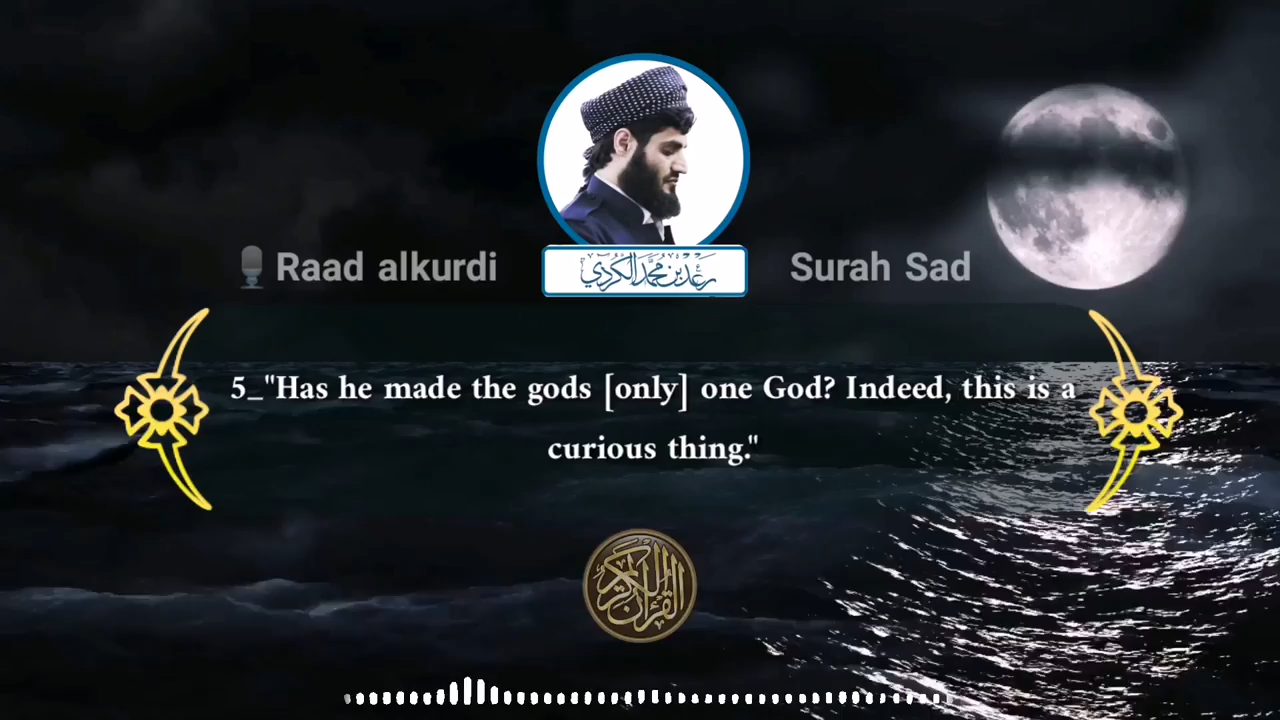 Raad alkurdi
رعد بن محمد الكردي
Surah Sad
5_"Has he made the gods [only] one God? Indeed, this is a
curious thing."
القرآن الكريم